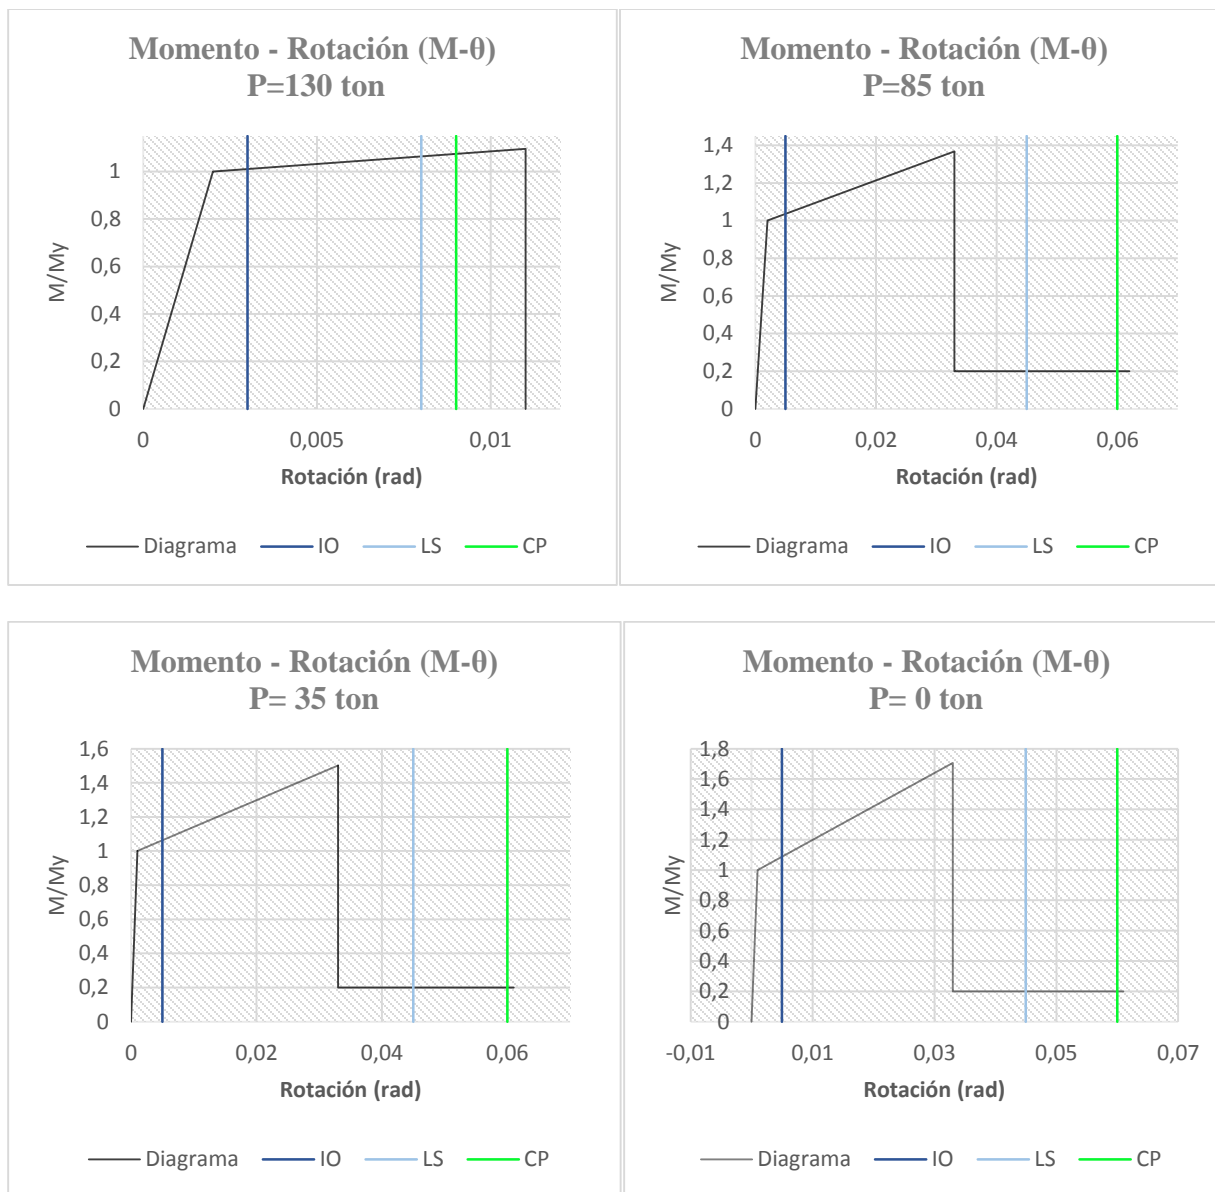 Momento - Rotación (M-θ)
P=130 ton
M/My
1
0,8
0,6
0,4
0,2
0
0 0,005 0,01
Rotación (rad)
Diagrama IO LS CP
Momento - Rotación (M-θ)
P=85 ton
M/My
1,4
1,2
1
0,8
0,6
0,4
0,2
0
0 0,02 0,04 0,06
Rotación (rad)
Diagrama IO LS CP
Momento - Rotación (M-θ)
P= 35 ton
M/My
1,6
1,4
1,2
1
0,8
0,6
0,4
0,2
0
0 0,02 0,04 0,06
Rotación (rad)
Diagrama IO LS CP
Momento - Rotación (M-θ)
P= 0 ton
M/My
1,8
1,6
1,4
1,2
1
0,8
0,6
0,4
0,2
0
-0,01 0,01 0,03 0,05 0,07
Rotación (rad)
Diagrama IO LS CP